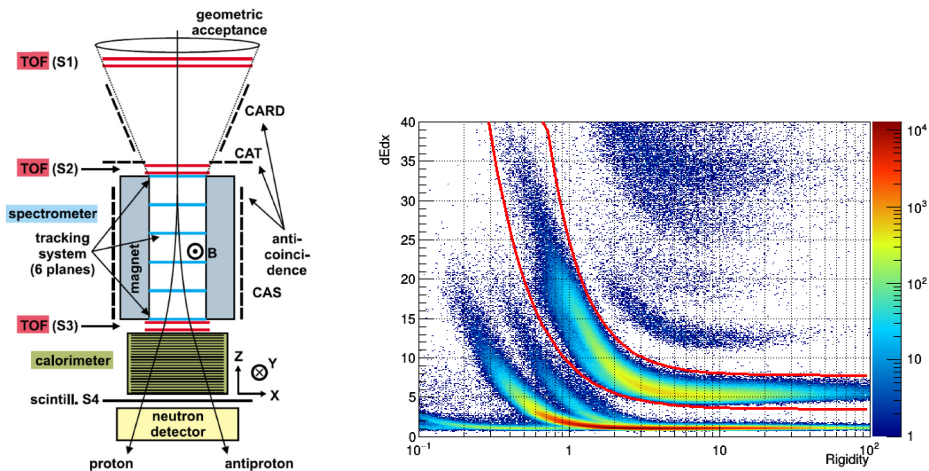 geometric
acceptance
TOF (S1)
CARD
CAT
TOF (S2)
spectrometer
tracking
system
(6 planes)
magnet
B
anti-
coinci-
dence
CAS
TOF (S3)
calorimeter
Z
Y
X
scintill. S4
neutron
detector
proton
antiproton
dEdx
40
35
30
25
20
15
10
5
0
10⁻¹
1
10
10²
Rigidity
10⁴
10³
10²
10
1